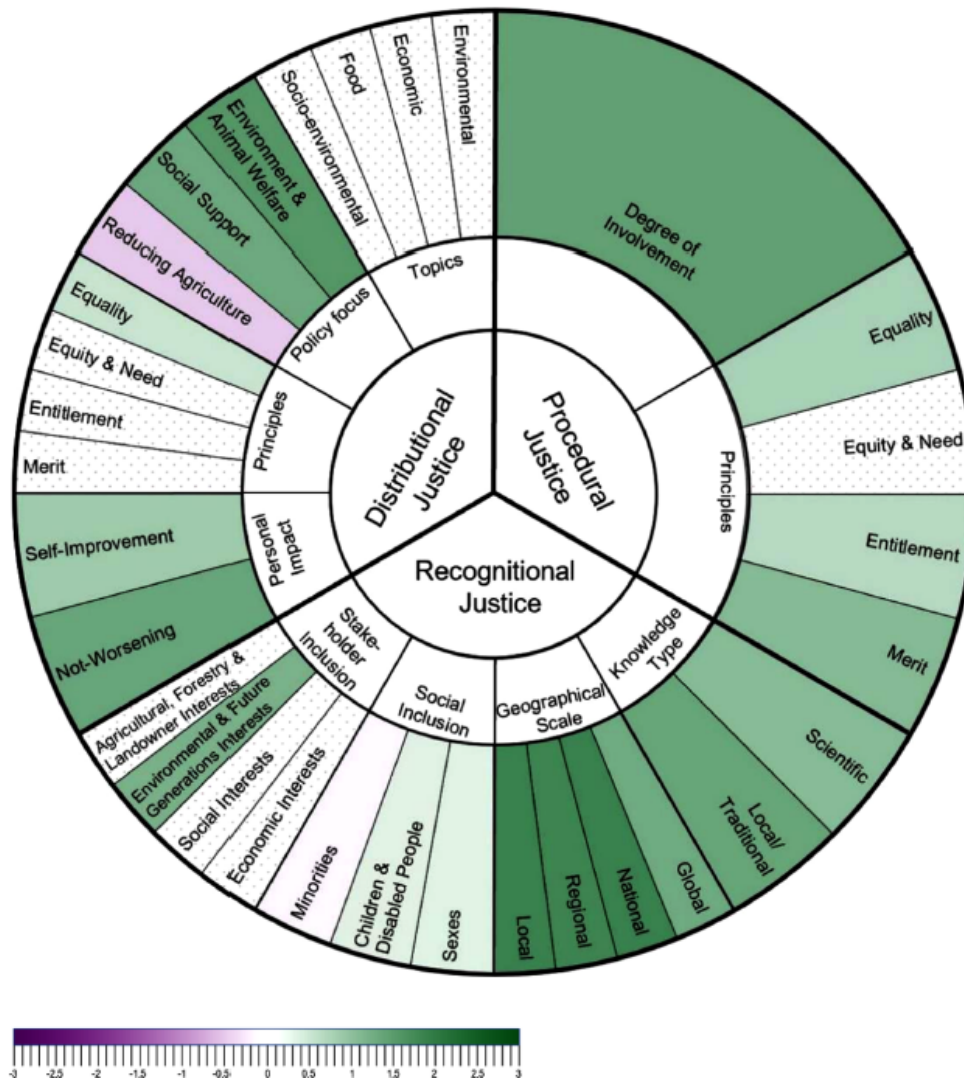 Environmental
Economic
Food
Socio-environmental
Environment &
Animal Welfare
Social Support
Reducing Agriculture
Equality
Equity & Need
Entitlement
Merit
Self-Improvement
Not-Worsening
Topics
Policy focus
Principles
Personal
Impact
Distributional
Justice
Degree of
Involvement
Equality
Equity & Need
Entitlement
Merit
Principles
Procedural
Justice
Recognitional
Justice
Knowledge
Type
Geographical
Scale
Social
Inclusion
Stake-
holder
Inclusion
Scientific
Local/
Traditional
Global
National
Regional
Local
Sexes
Children &
Disabled People
Minorities
Economic Interests
Social Interests
Environmental & Future
Generations Interests
Agricultural, Forestry &
Landowner Interests
-3 -2.5 -2 -1.5 -1 -0.5 0 0.5 1 1.5 2 2.5 3